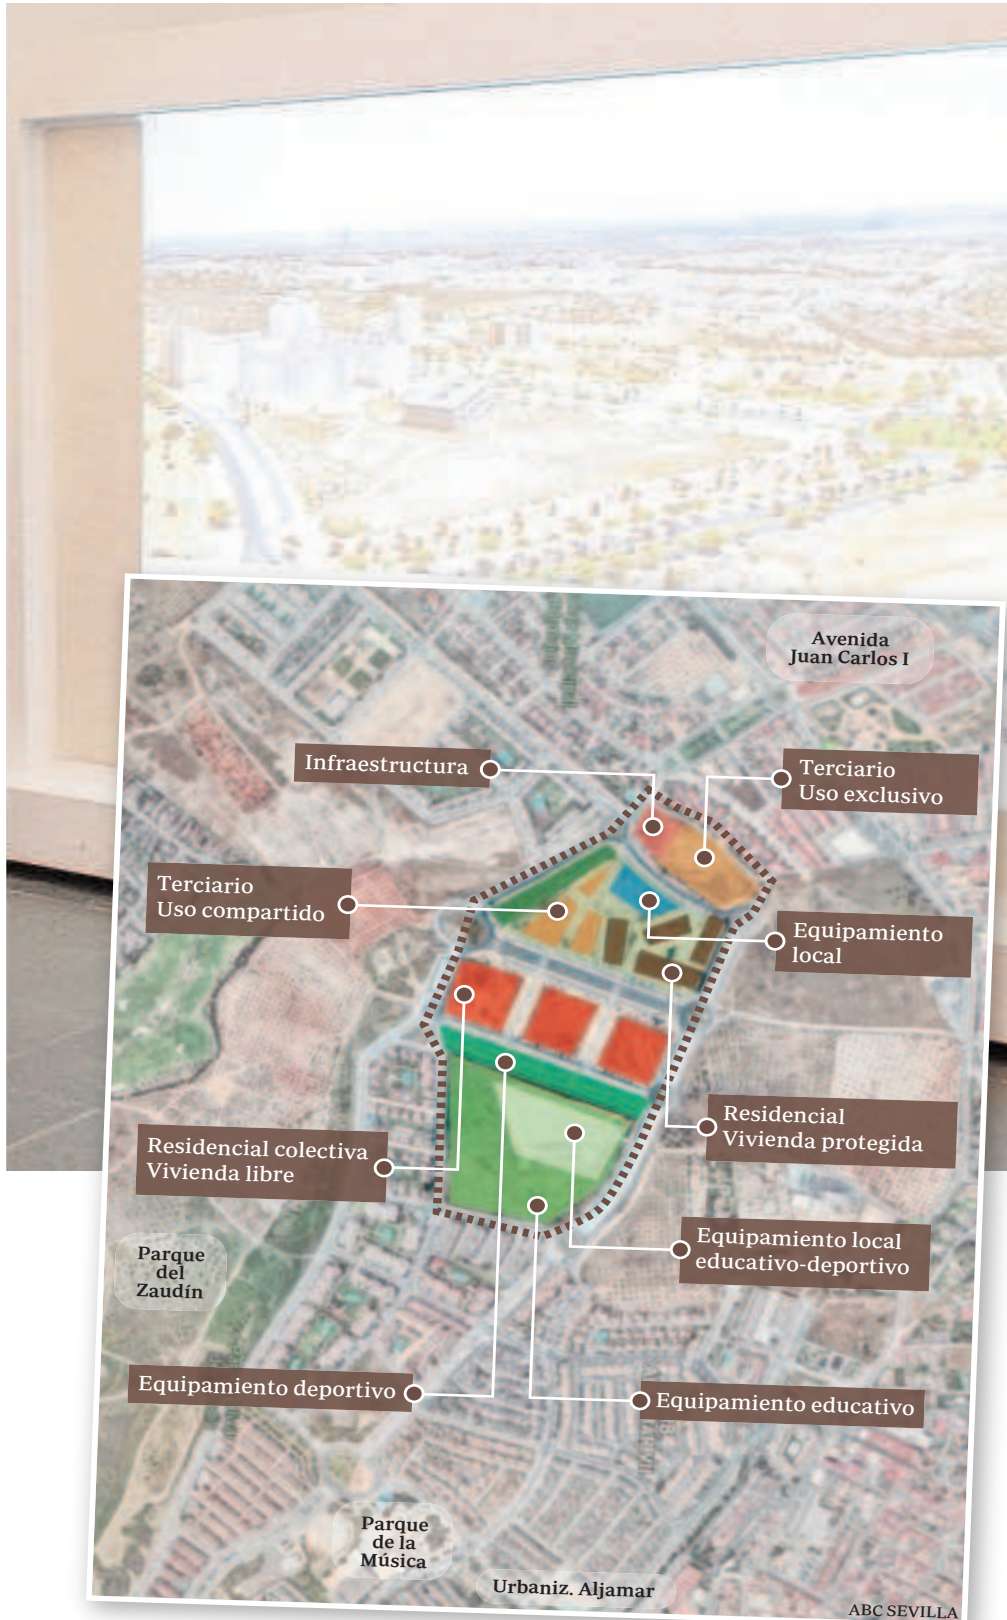 Avenida
Juan Carlos I
Infraestructura
Terciario
Uso exclusivo
Terciario
Uso compartido
Equipamiento
local
Residencial
Vivienda protegida
Residencial colectiva
Vivienda libre
Equipamiento local
educativo-deportivo
Parque
del
Zaudín
Equipamiento deportivo
Equipamiento educativo
Parque
de la
Música
Urbaniz. Aljamar
ABC SEVILLA